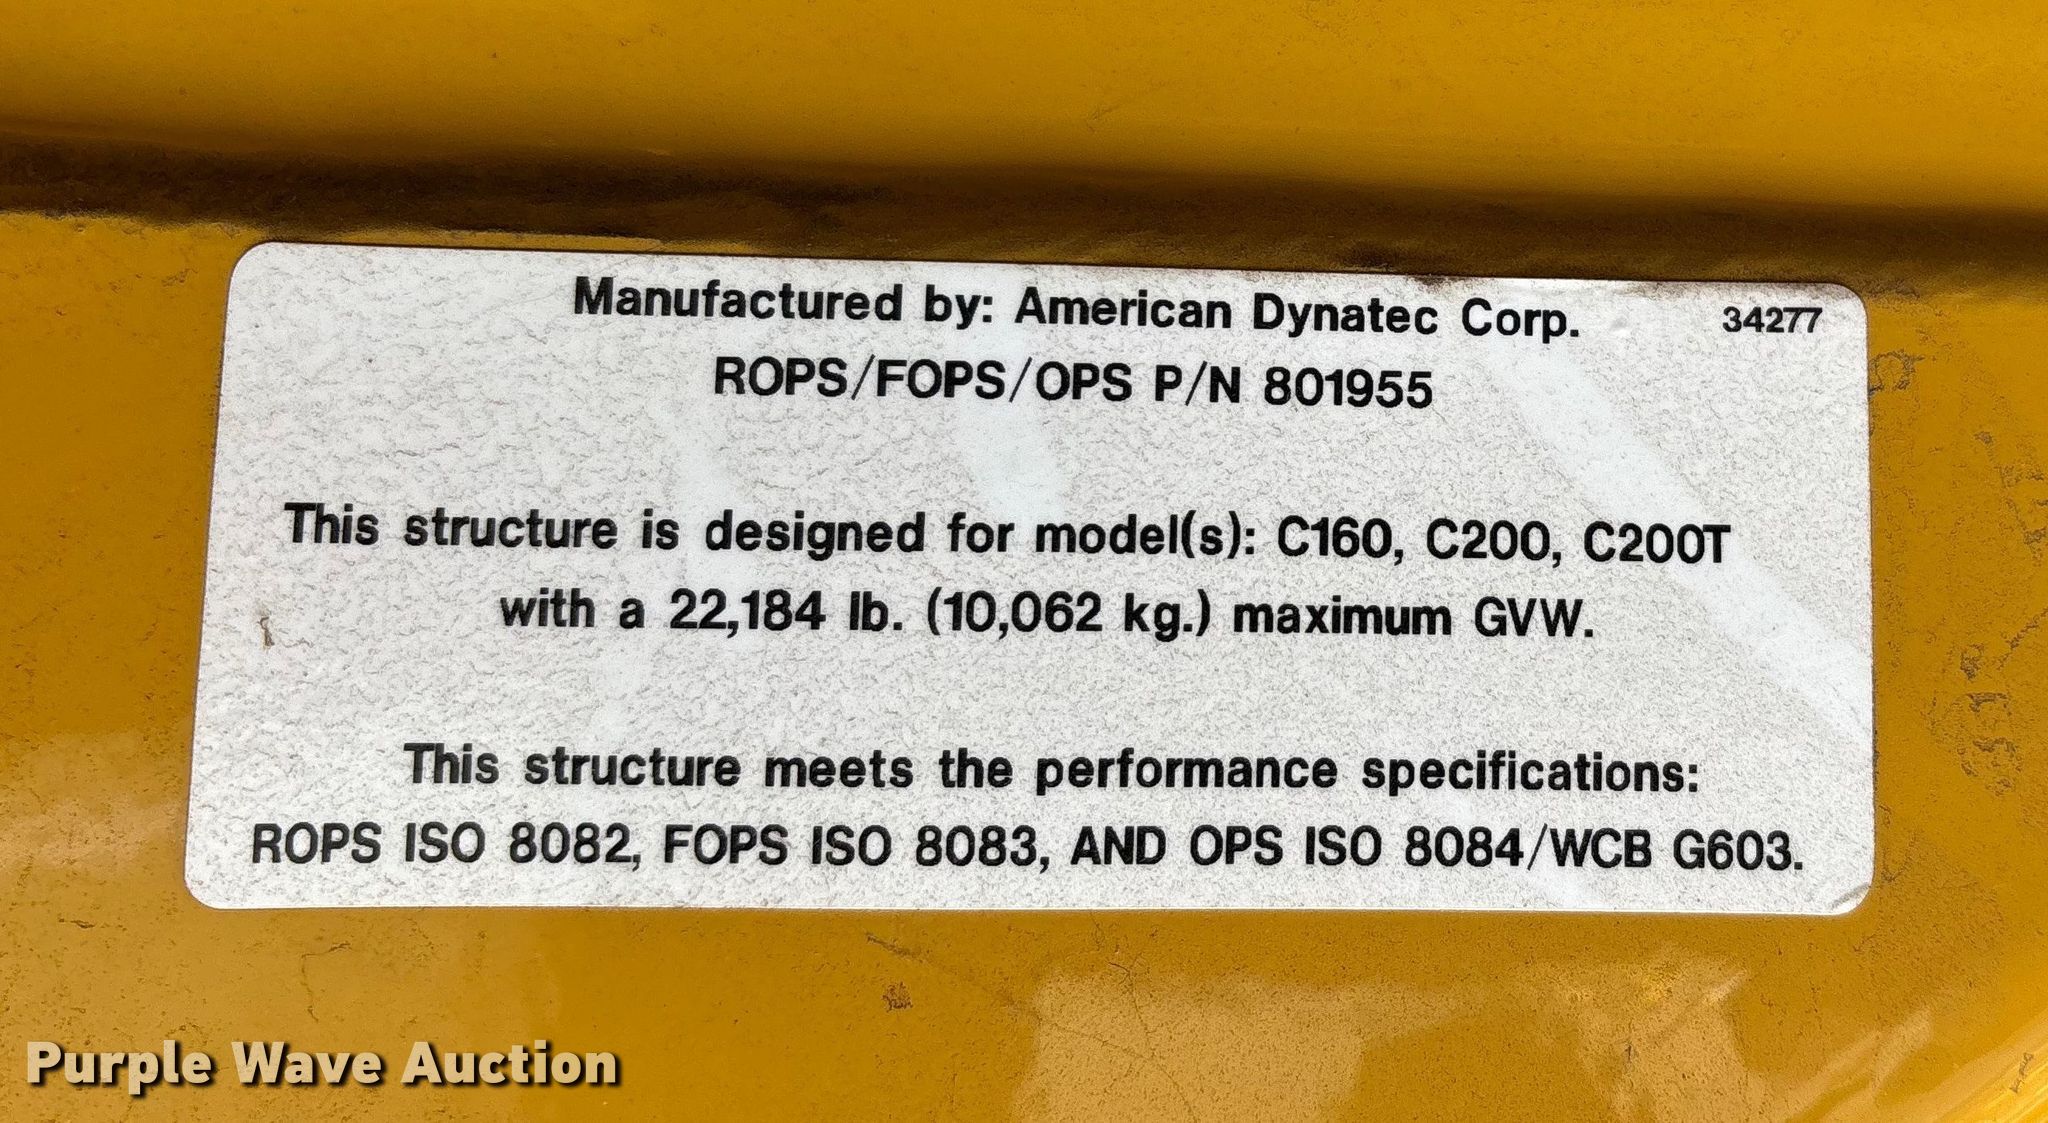 Manufactured by: American Dynatec Corp. 34277
ROPS/FOPS/OPS P/N 801955
This structure is designed for model(s): C160, C200, C200T
with a 22,184 lb. (10,062 kg.) maximum GVW.
This structure meets the performance specifications:
ROPS ISO 8082, FOPS ISO 8083, AND OPS ISO 8084/WCB G603.
Purple Wave Auction